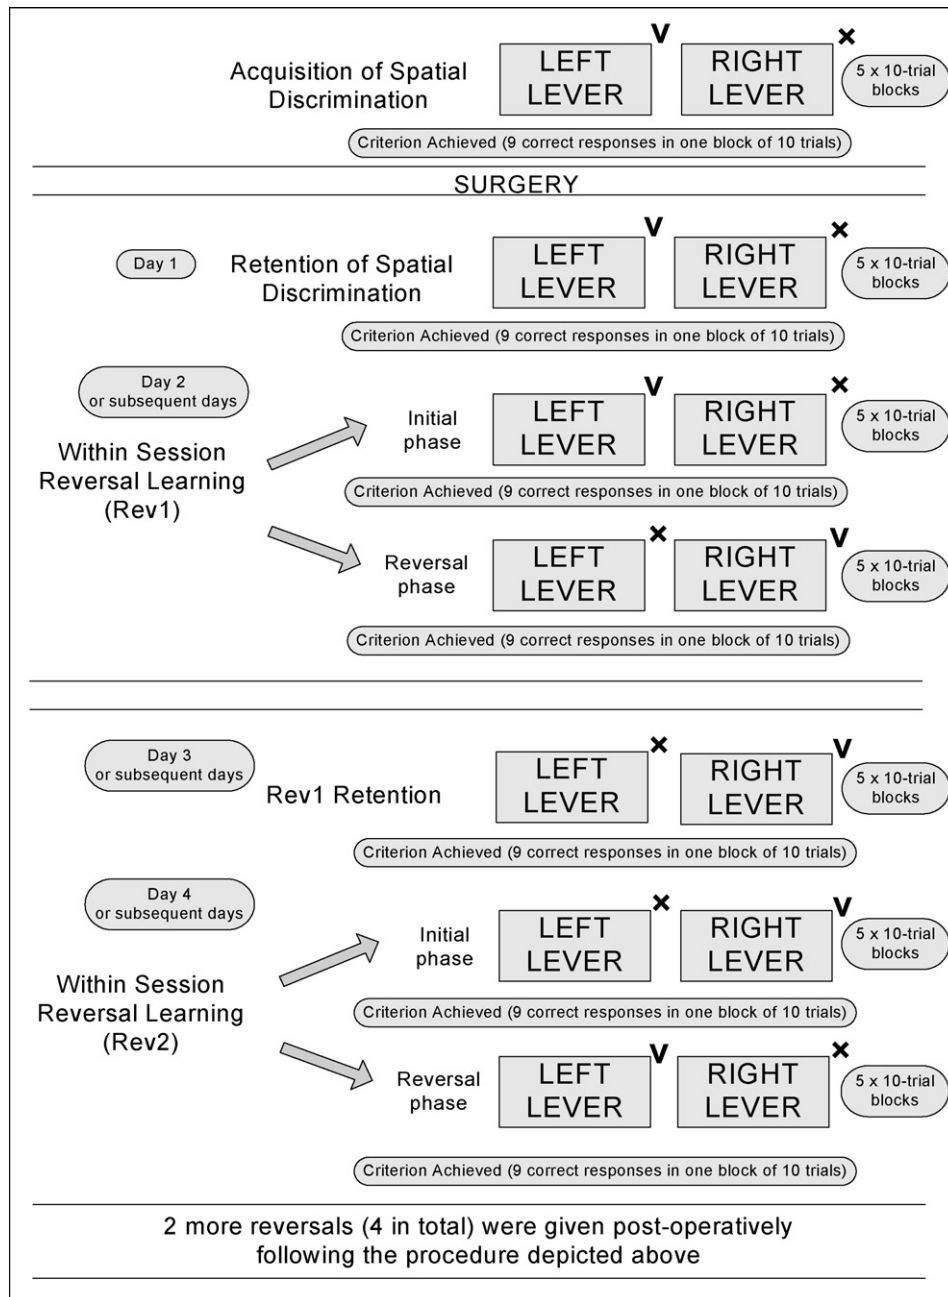 Acquisition of Spatial
Discrimination
LEFT
LEVER
V
RIGHT
LEVER
×
5 x 10-trial
blocks
Criterion Achieved (9 correct responses in one block of 10 trials)
SURGERY
Day 1
Retention of Spatial
Discrimination
LEFT
LEVER
V
RIGHT
LEVER
×
5 x 10-trial
blocks
Criterion Achieved (9 correct responses in one block of 10 trials)
Day 2
or subsequent days
Within Session
Reversal Learning
(Rev1)
Initial
phase
LEFT
LEVER
V
RIGHT
LEVER
×
5 x 10-trial
blocks
Criterion Achieved (9 correct responses in one block of 10 trials)
Reversal
phase
LEFT
LEVER
×
RIGHT
LEVER
V
5 x 10-trial
blocks
Criterion Achieved (9 correct responses in one block of 10 trials)
Day 3
or subsequent days
Rev1 Retention
LEFT
LEVER
×
RIGHT
LEVER
V
5 x 10-trial
blocks
Criterion Achieved (9 correct responses in one block of 10 trials)
Day 4
or subsequent days
Within Session
Reversal Learning
(Rev2)
Initial
phase
LEFT
LEVER
×
RIGHT
LEVER
V
5 x 10-trial
blocks
Criterion Achieved (9 correct responses in one block of 10 trials)
Reversal
phase
LEFT
LEVER
V
RIGHT
LEVER
×
5 x 10-trial
blocks
Criterion Achieved (9 correct responses in one block of 10 trials)
2 more reversals (4 in total) were given post-operatively
following the procedure depicted above